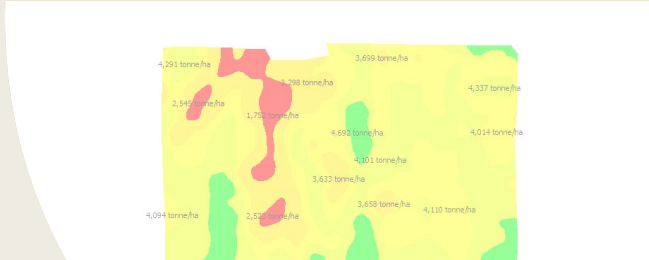 3,699 tonne/ha
4,291 tonne/ha
3,298 tonne/ha
4,337 tonne/ha
2,545 tonne/ha
1,752 tonne/ha
4,692 tonne/ha
4,014 tonne/ha
4,101 tonne/ha
3,633 tonne/ha
3,658 tonne/ha
4,110 tonne/ha
4,094 tonne/ha
2,523 tonne/ha